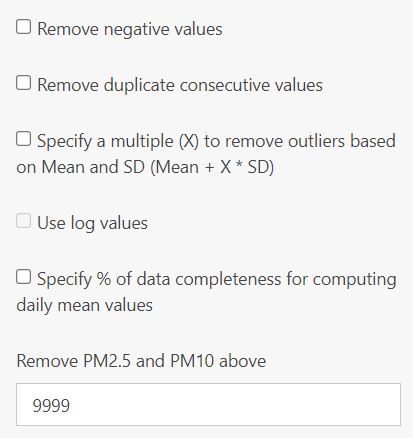 Remove negative values
Remove duplicate consecutive values
Specify a multiple (X) to remove outliers based
on Mean and SD (Mean + X * SD)
Use log values
Specify % of data completeness for computing
daily mean values
Remove PM2.5 and PM10 above
9999